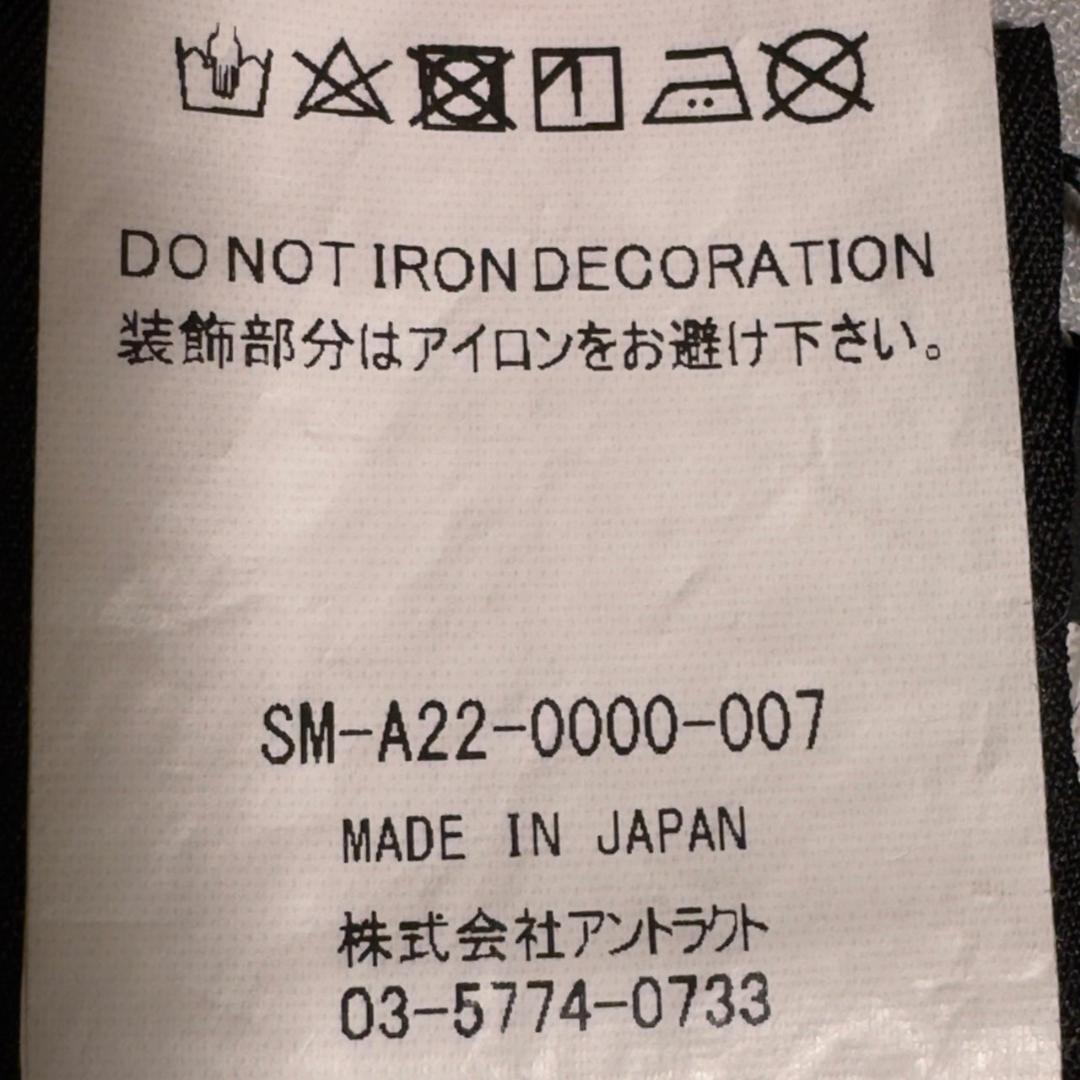 DO NOT IRON DECORATION
装飾部分はアイロンをお避け下さい。
SM-A22-0000-007
MADE IN JAPAN
株式会社アントラクト
03-5774-0733